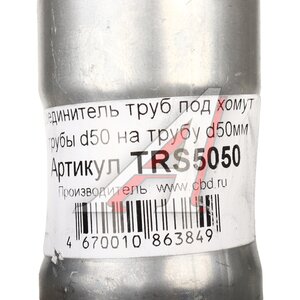 единитель труб под хомут
трубы d50 на трубу d50мм
Артикул TRS5050
Производитель www.cbd.ru
4 670010 863849